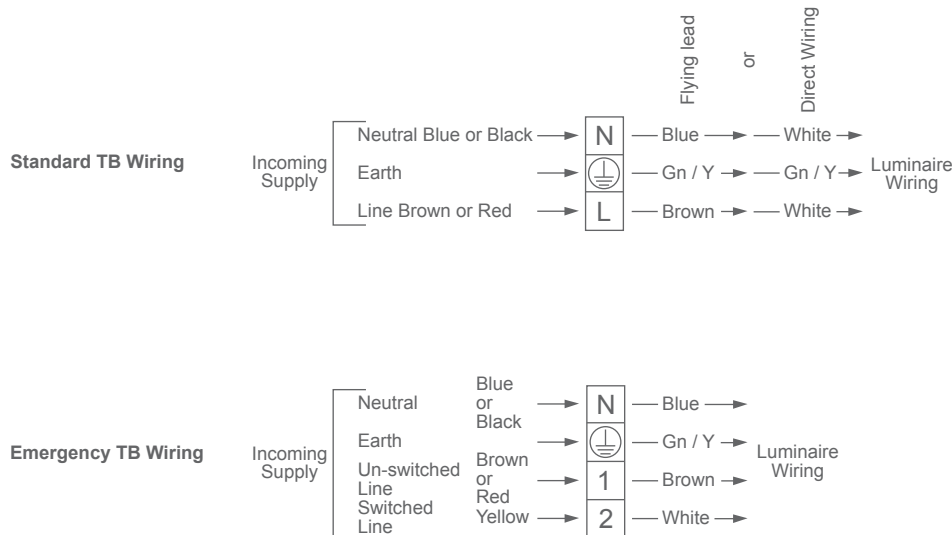 Flying lead
or
Direct Wiring
Standard TB Wiring
Incoming
Supply
Neutral Blue or Black
N
Blue
White
Earth
Gn / Y
Gn / Y
Line Brown or Red
L
Brown
White
Luminaire
Wiring
Emergency TB Wiring
Incoming
Supply
Neutral
Blue
or
Black
N
Blue
Earth
Gn / Y
Un-switched
Line
Brown
or
Red
1
Brown
Switched
Line
Yellow
2
White
Luminaire
Wiring